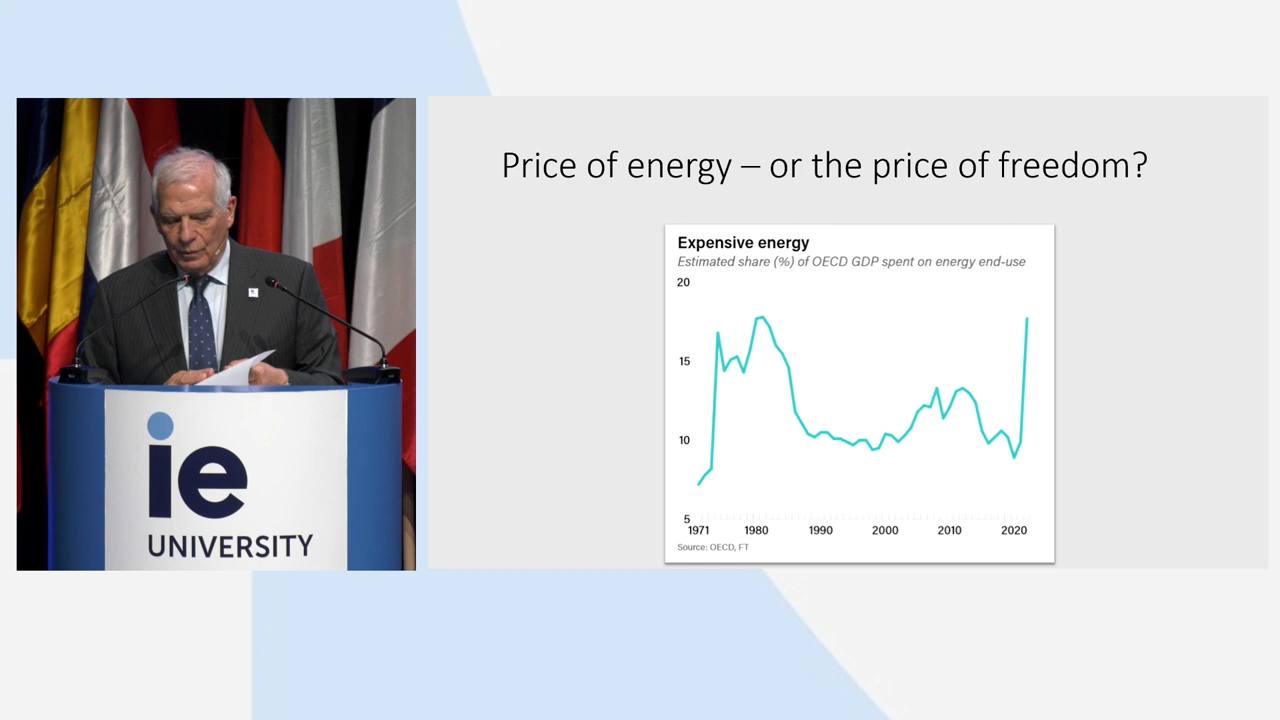 Price of energy – or the price of freedom?
Expensive energy
Estimated share (%) of OECD GDP spent on energy end-use
20
15
10
5
1971 1980 1990 2000 2010 2020
Source: OECD, FT
ie
UNIVERSITY